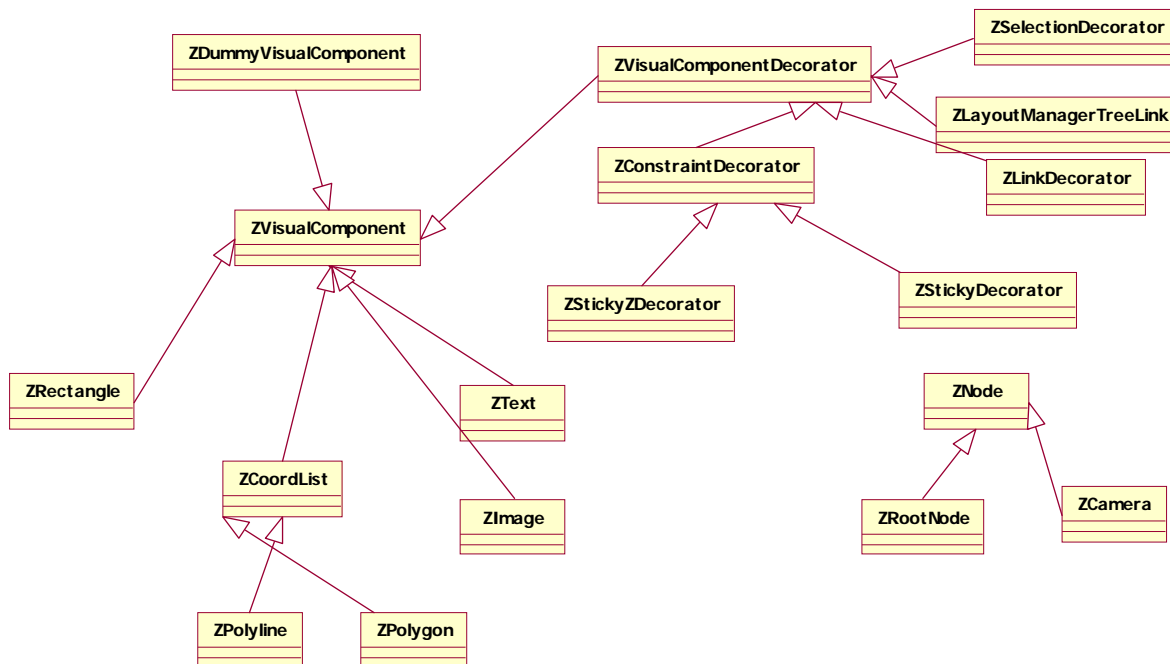 ZSelectionDecorator
ZDummyVisualComponent
ZVisualComponentDecorator
ZLayoutManagerTreeLink
ZConstraintDecorator
ZLinkDecorator
ZVisualComponent
ZStickyZDecorator
ZStickyDecorator
ZRectangle
ZText
ZNode
ZCoordList
ZImage
ZRootNode
ZCamera
ZPolyline
ZPolygon